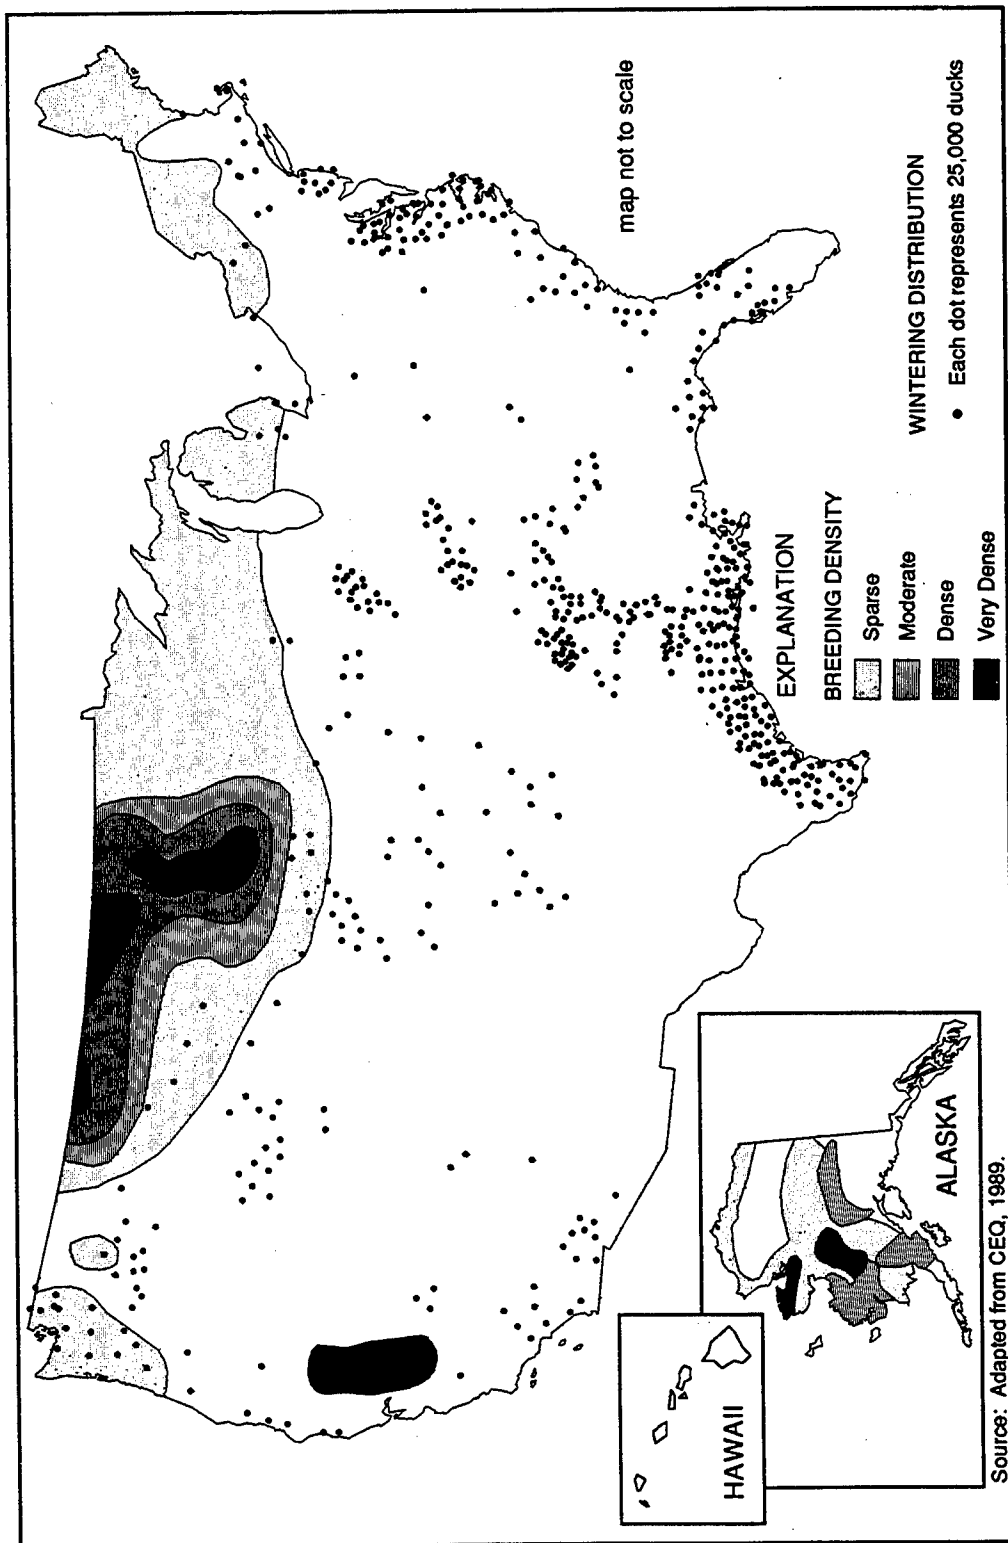 map not to scale
EXPLANATION
BREEDING DENSITY
Sparse
Moderate
Dense
Very Dense
WINTERING DISTRIBUTION
Each dot represents 25,000 ducks
HAWAII
ALASKA
Source: Adapted from CEQ, 1989.